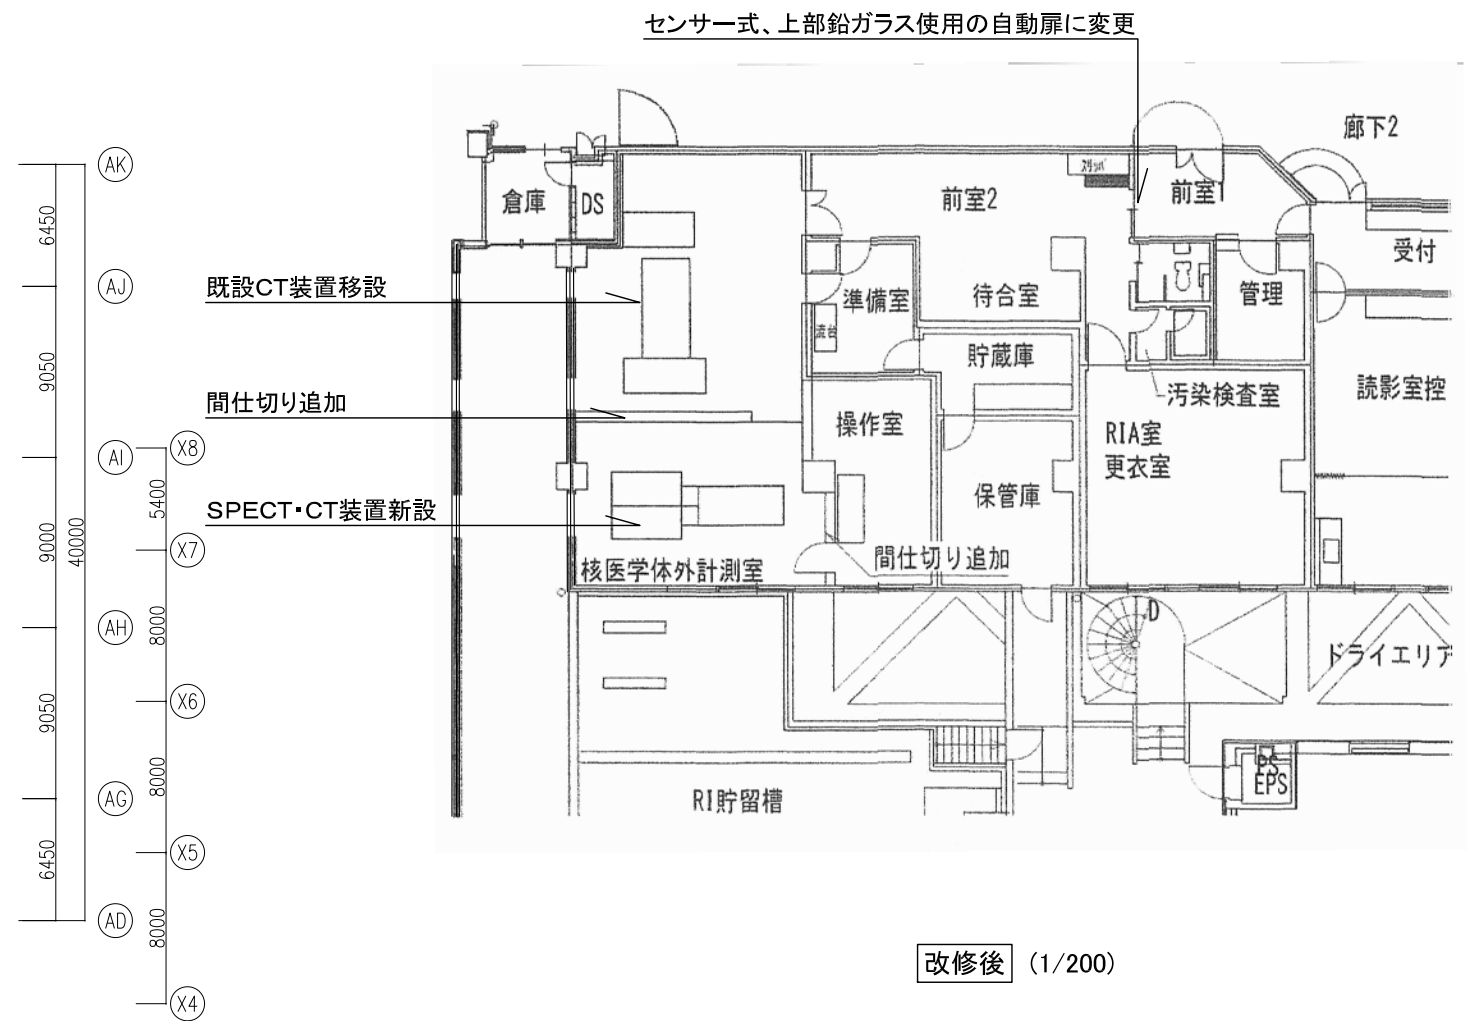 センサー式、上部鉛ガラス使用の自動扉に変更
廊下2
AK
倉庫
DS
前室2
ｽﾘｯﾊﾟ
前室1
6450
受付
AJ
既設CT装置移設
準備室
待合室
管理
流台
9050
貯蔵庫
読影室控
汚染検査室
間仕切り追加
操作室
RIA室
更衣室
AI
X8
5400
保管庫
SPECT・CT装置新設
9000
40000
X7
間仕切り追加
核医学体外計測室
D
AH
8000
ドライエリア
9050
X6
8000
PS
EPS
AG
RI貯留槽
6450
X5
AD
8000
改修後 (1/200)
X4